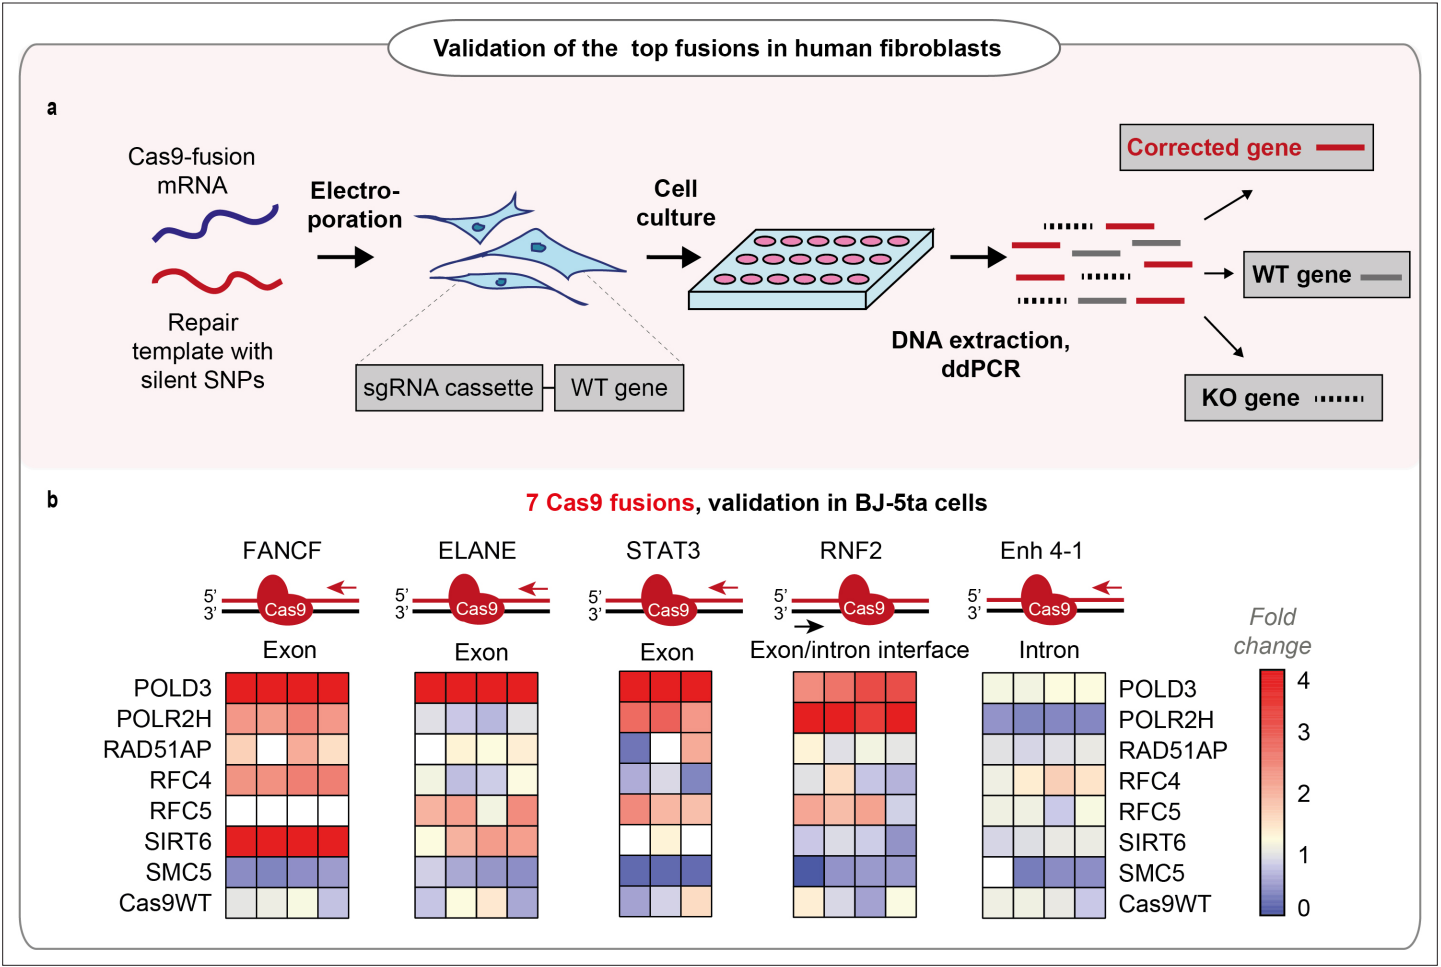 Validation of the top fusions in human fibroblasts
a
Cas9-fusion
mRNA
Repair
template with
silent SNPs
Electro-
poration
sgRNA cassette
WT gene
Cell
culture
DNA extraction,
ddPCR
Corrected gene
WT gene
KO gene
b
7 Cas9 fusions, validation in BJ-5ta cells
FANCF
ELANE
STAT3
RNF2
Enh 4-1
5’
3’
Cas9
5’
3’
Cas9
5’
3’
Cas9
5’
3’
Cas9
5’
3’
Cas9
Exon
Exon
Exon
Exon/intron interface
Intron
POLD3
POLR2H
RAD51AP
RFC4
RFC5
SIRT6
SMC5
Cas9WT
POLD3
POLR2H
RAD51AP
RFC4
RFC5
SIRT6
SMC5
Cas9WT
Fold
change
4
3
2
1
0